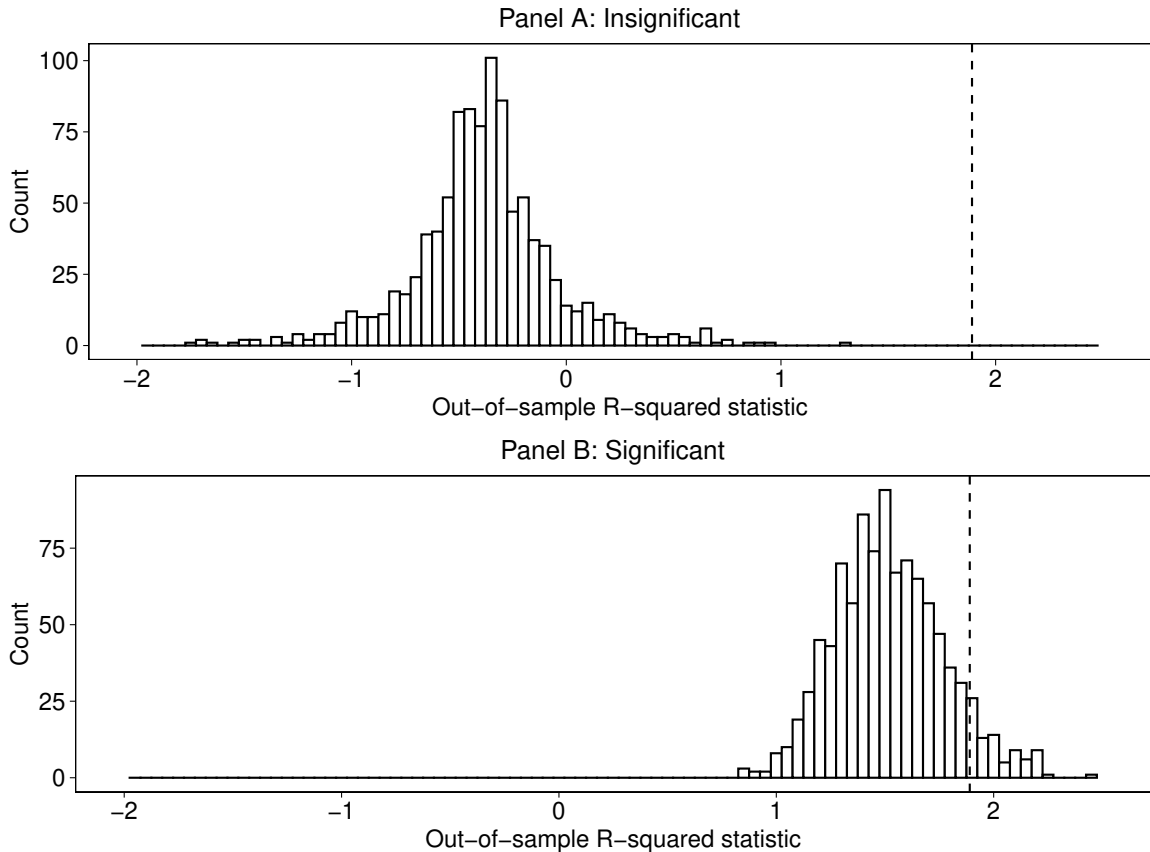 Panel A: Insignificant
100
75
50
25
0
Count
−2 −1 0 1 2
Out−of−sample R−squared statistic
Panel B: Significant
75
50
25
0
Count
−2 −1 0 1 2
Out−of−sample R−squared statistic